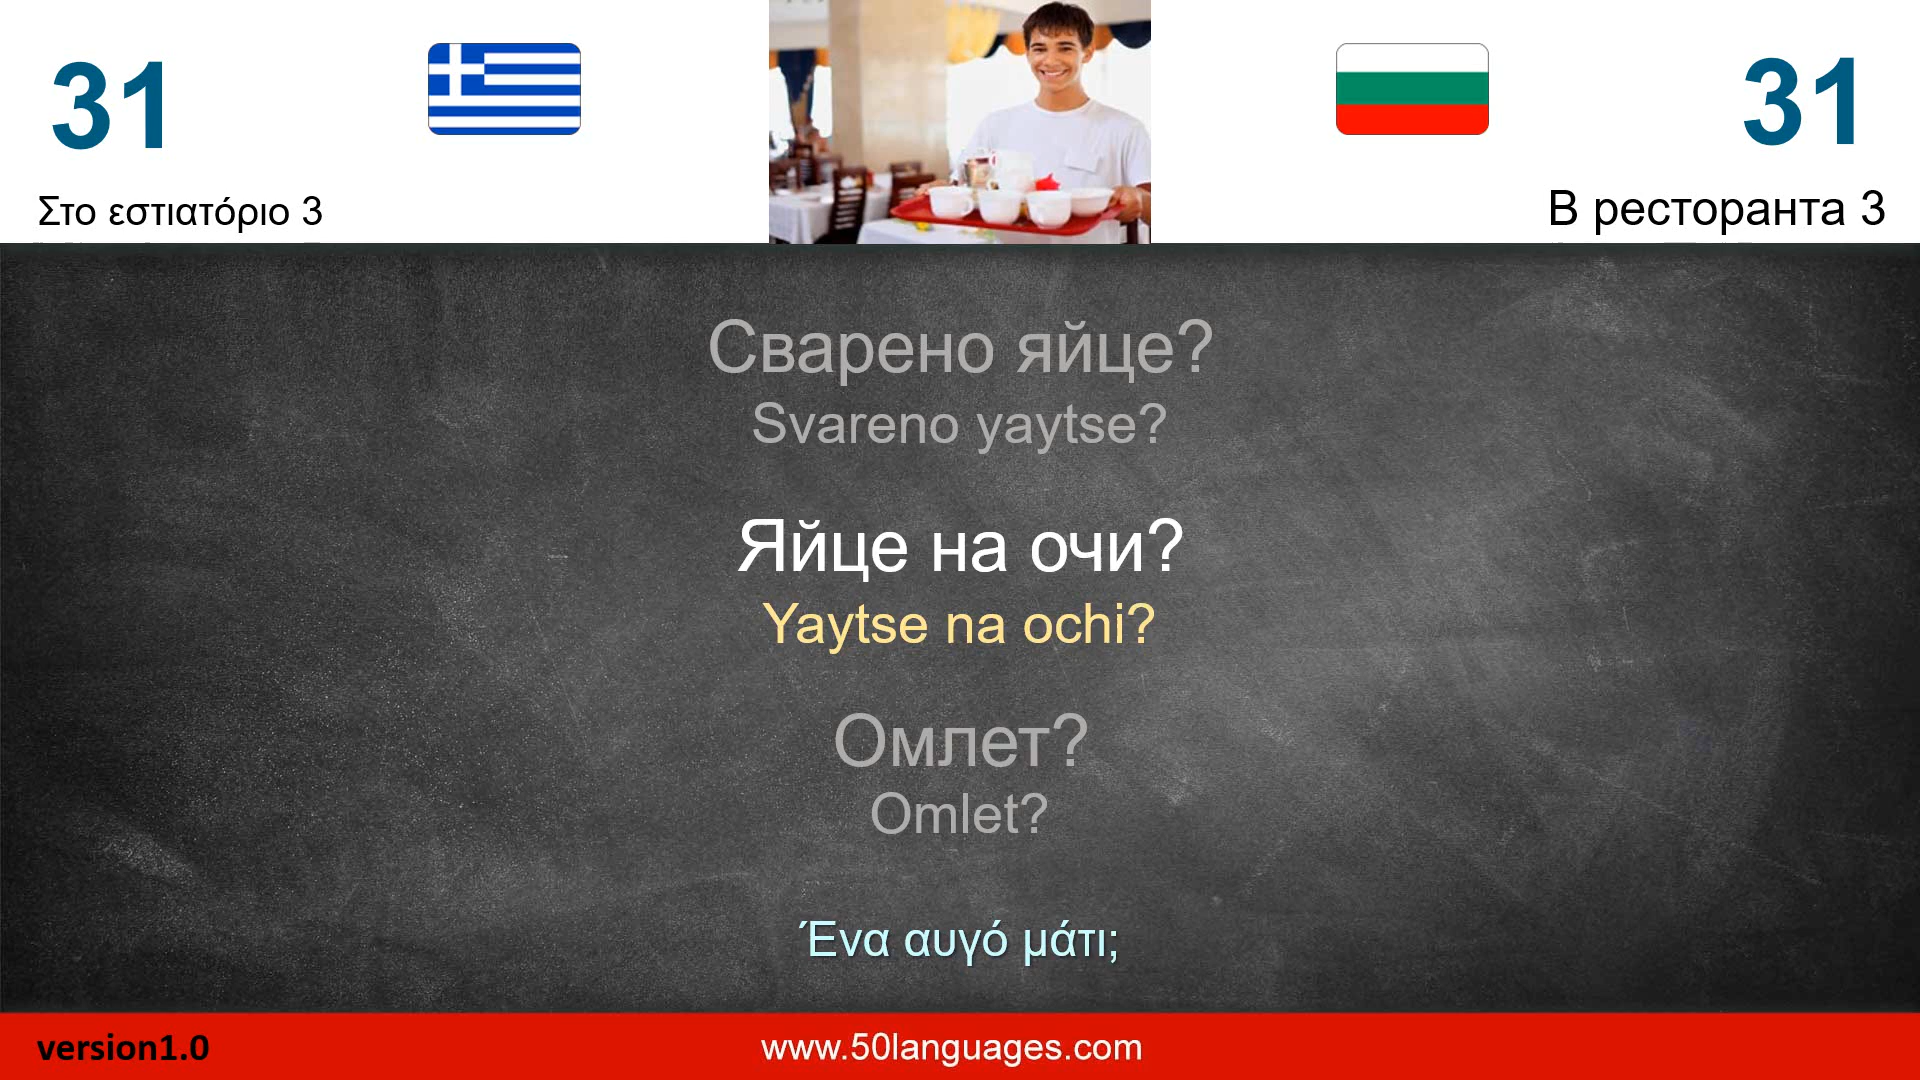 31
31
Στο εστιατόριο 3
В ресторанта 3
Сварено яйце?
Svareno yaytse?
Яйце на очи?
Yaytse na ochi?
Омлет?
Omlet?
Ένα αυγό μάτι;
version1.0
www.50languages.com